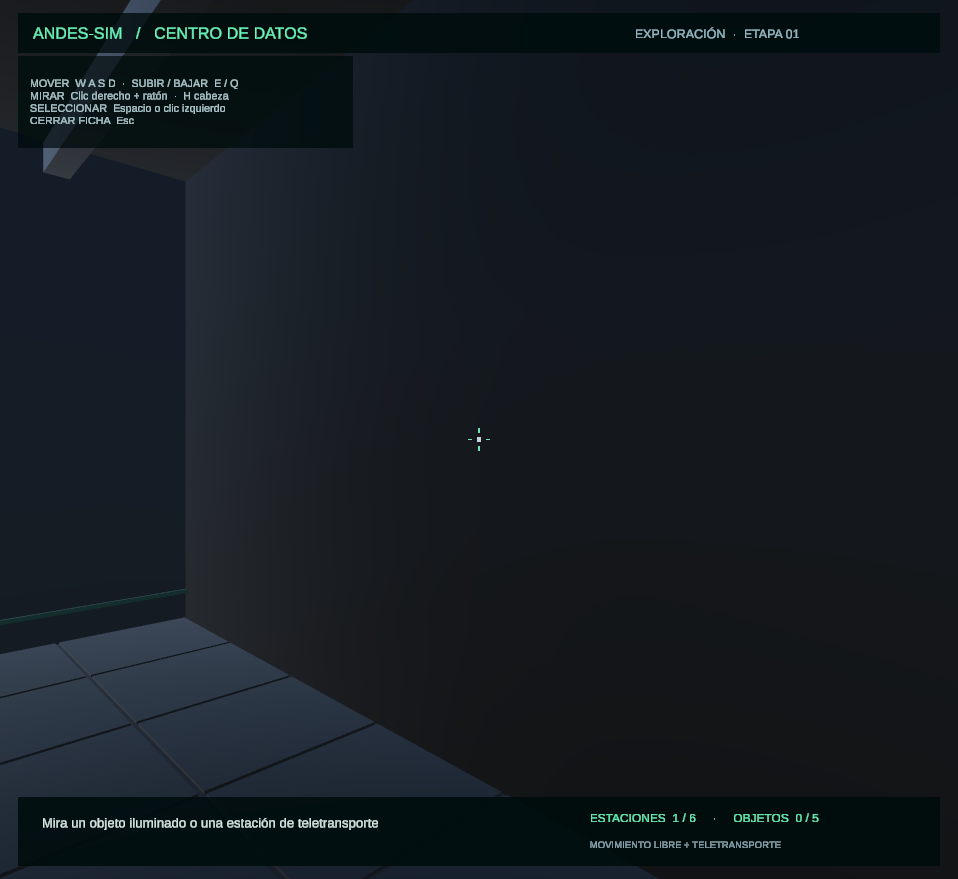 ANDES-SIM / CENTRO DE DATOS
EXPLORACIÓN · ETAPA 01
MOVER W A S D · SUBIR / BAJAR E / Q
MIRAR Clic derecho + ratón · H cabeza
SELECCIONAR Espacio o clic izquierdo
CERRAR FICHA Esc
Mira un objeto iluminado o una estación de teletransporte
ESTACIONES 1 / 6 · OBJETOS 0 / 5
MOVIMIENTO LIBRE + TELETRANSPORTE